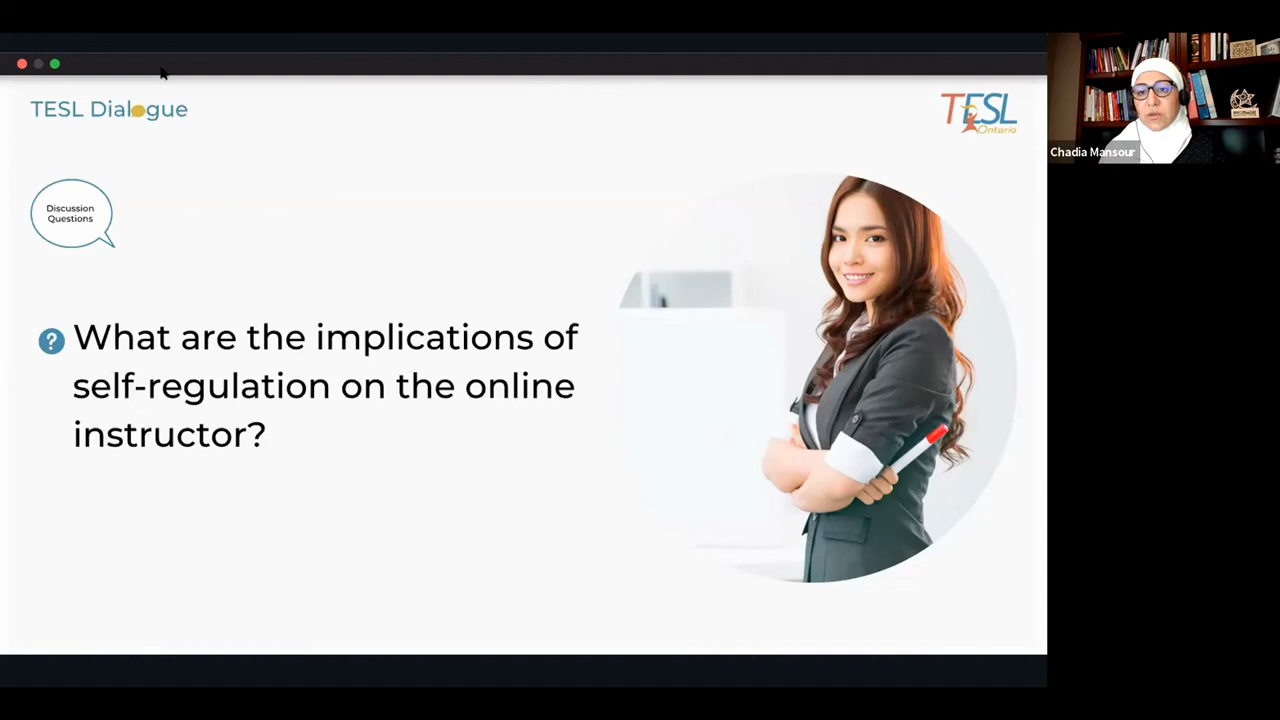 TESL Dialogue
TESL
Ontario
Discussion
Questions
? What are the implications of
self-regulation on the online
instructor?
Chadia Mansour